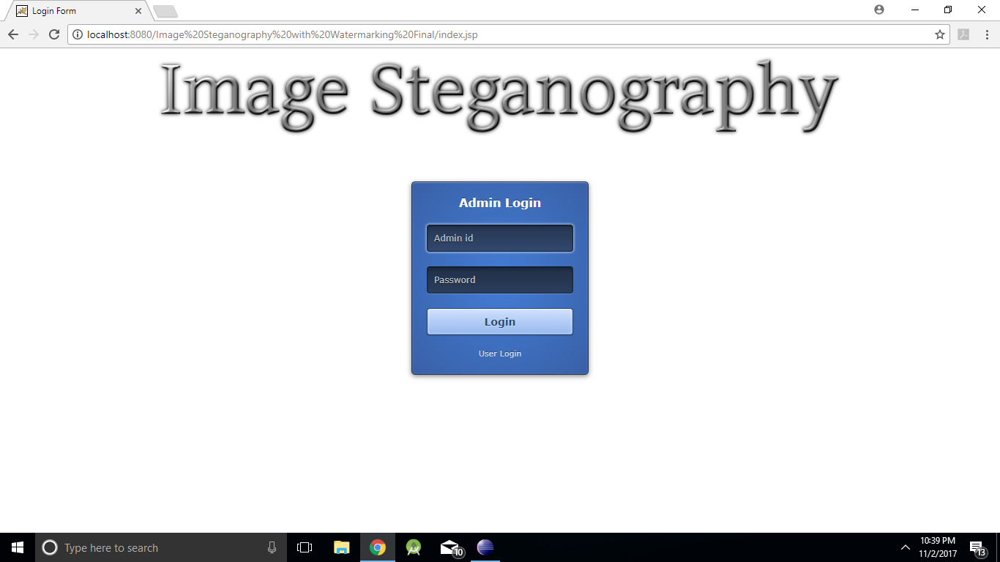 Login Form
localhost:8080/Image%20Steganography%20with%20Watermarking%20Final/index.jsp
Image Steganography
Admin Login
Admin id
Password
Login
User Login
Type here to search
10
10:39 PM
11/2/2017
13